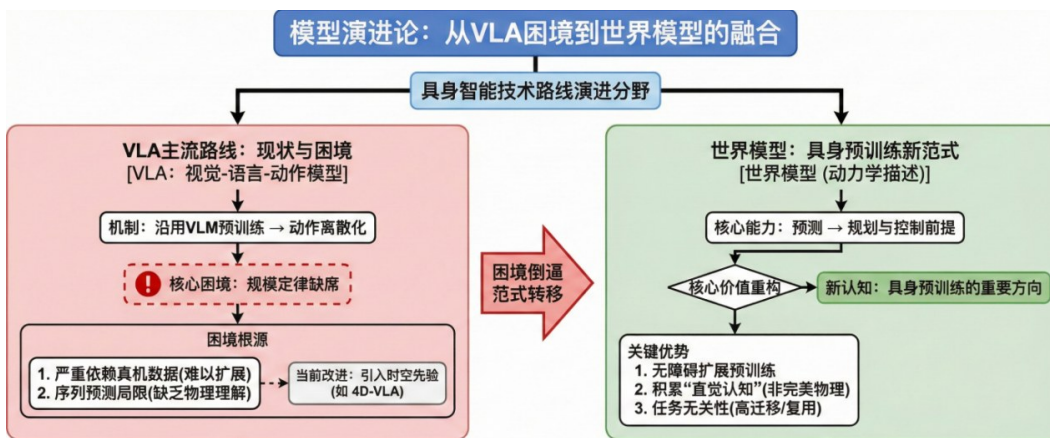 模型演进论：从VLA困境到世界模型的融合
具身智能技术路线演进分野
VLA主流路线：现状与困境
[VLA：视觉-语言-动作模型]
机制：沿用VLM预训练 → 动作离散化
! 核心困境：规模定律缺席
困境根源
1. 严重依赖真机数据(难以扩展)
2. 序列预测局限(缺乏物理理解)
当前改进：引入时空先验
(如 4D-VLA)
困境倒逼
范式转移
世界模型：具身预训练新范式
[世界模型 (动力学描述)]
核心能力：预测 → 规划与控制前提
核心价值重构
新认知：具身预训练的重要方向
关键优势
1. 无障碍扩展预训练
2. 积累“直觉认知”(非完美物理)
3. 任务无关性(高迁移/复用)